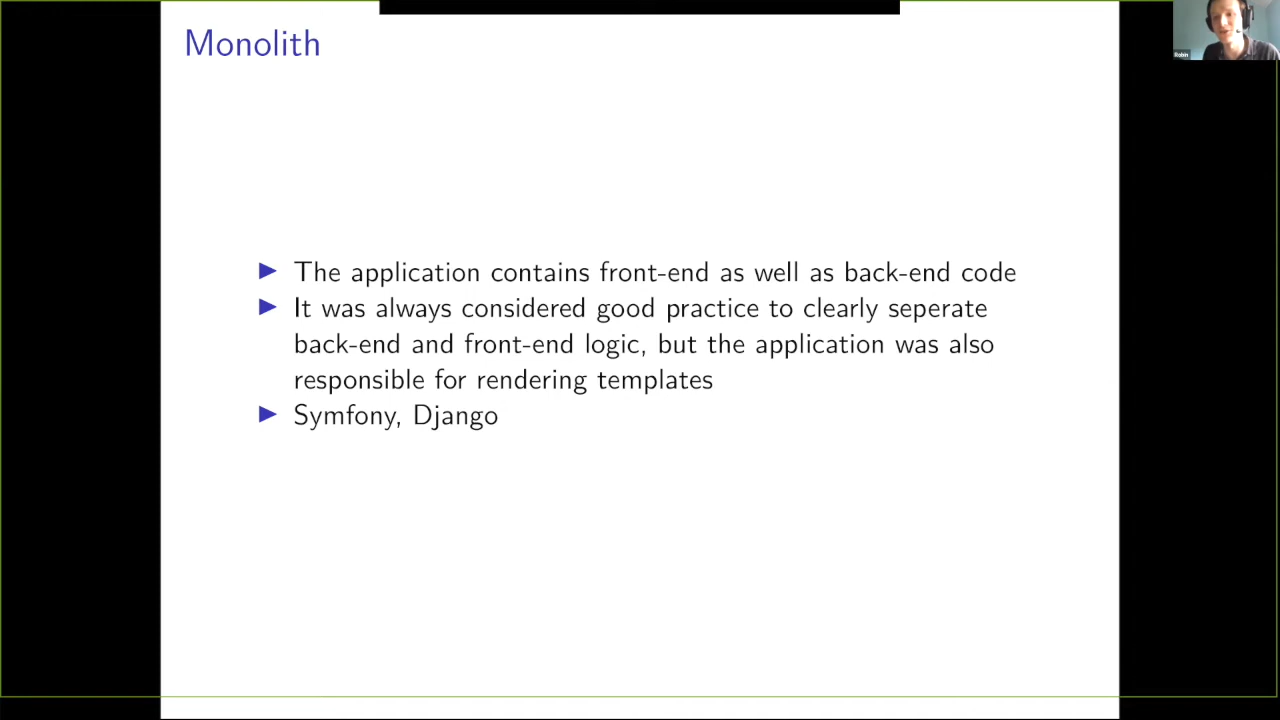 Monolith
Robin
▶ The application contains front-end as well as back-end code
▶ It was always considered good practice to clearly seperate
back-end and front-end logic, but the application was also
responsible for rendering templates
▶ Symfony, Django